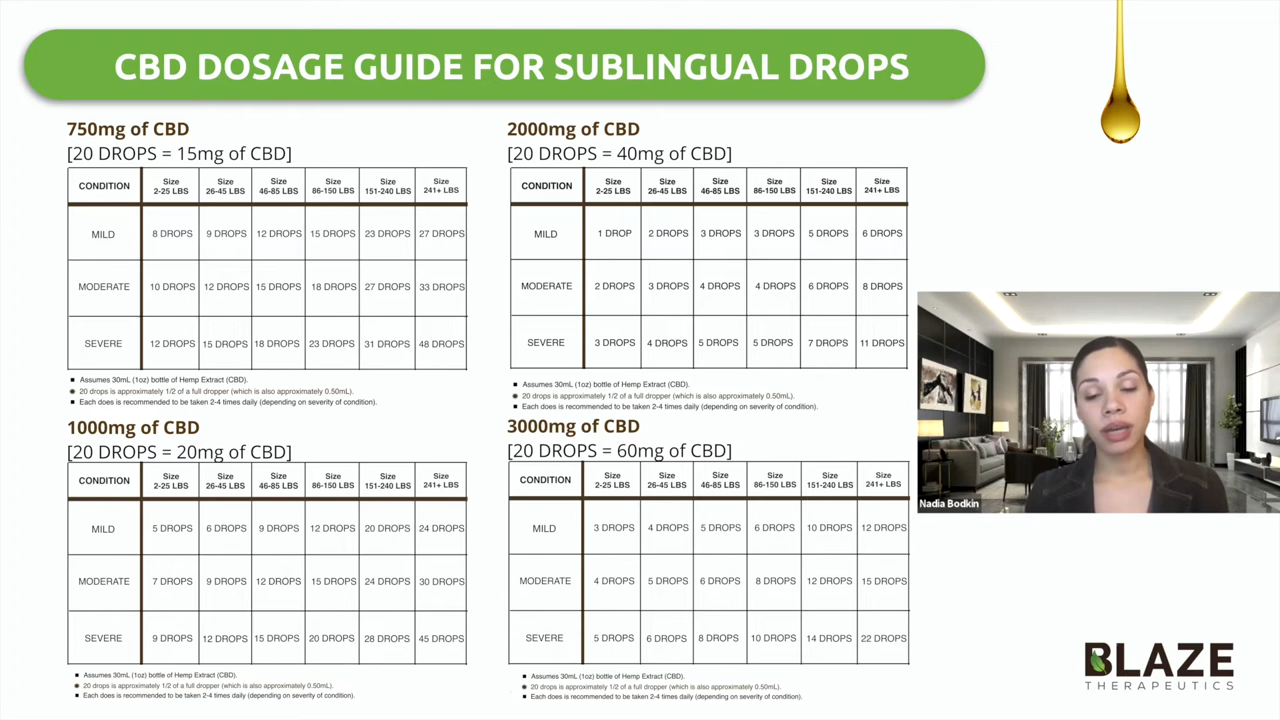 CBD DOSAGE GUIDE FOR SUBLINGUAL DROPS
750mg of CBD
[20 DROPS = 15mg of CBD]
CONDITION Size 2-25 LBS Size 26-45 LBS Size 46-85 LBS Size 86-150 LBS Size 151-240 LBS Size 241+ LBS
MILD 8 DROPS 9 DROPS 12 DROPS 15 DROPS 23 DROPS 27 DROPS
MODERATE 10 DROPS 12 DROPS 15 DROPS 18 DROPS 27 DROPS 33 DROPS
SEVERE 12 DROPS 15 DROPS 18 DROPS 23 DROPS 31 DROPS 48 DROPS
Assumes 30mL (1oz) bottle of Hemp Extract (CBD).
20 drops is approximately 1/2 of a full dropper (which is also approximately 0.50mL).
Each does is recommended to be taken 2-4 times daily (depending on severity of condition).
2000mg of CBD
[20 DROPS = 40mg of CBD]
CONDITION Size 2-25 LBS Size 26-45 LBS Size 46-85 LBS Size 86-150 LBS Size 151-240 LBS Size 241+ LBS
MILD 1 DROP 2 DROPS 3 DROPS 3 DROPS 5 DROPS 6 DROPS
MODERATE 2 DROPS 3 DROPS 4 DROPS 4 DROPS 6 DROPS 8 DROPS
SEVERE 3 DROPS 4 DROPS 5 DROPS 5 DROPS 7 DROPS 11 DROPS
Assumes 30mL (1oz) bottle of Hemp Extract (CBD).
20 drops is approximately 1/2 of a full dropper (which is also approximately 0.50mL).
Each does is recommended to be taken 2-4 times daily (depending on severity of condition).
1000mg of CBD
[20 DROPS = 20mg of CBD]
CONDITION Size 2-25 LBS Size 26-45 LBS Size 46-85 LBS Size 86-150 LBS Size 151-240 LBS Size 241+ LBS
MILD 5 DROPS 6 DROPS 9 DROPS 12 DROPS 20 DROPS 24 DROPS
MODERATE 7 DROPS 9 DROPS 12 DROPS 15 DROPS 24 DROPS 30 DROPS
SEVERE 9 DROPS 12 DROPS 15 DROPS 20 DROPS 28 DROPS 45 DROPS
Assumes 30mL (1oz) bottle of Hemp Extract (CBD).
20 drops is approximately 1/2 of a full dropper (which is also approximately 0.50mL).
Each does is recommended to be taken 2-4 times daily (depending on severity of condition).
3000mg of CBD
[20 DROPS = 60mg of CBD]
CONDITION Size 2-25 LBS Size 26-45 LBS Size 46-85 LBS Size 86-150 LBS Size 151-240 LBS Size 241+ LBS
MILD 3 DROPS 4 DROPS 5 DROPS 6 DROPS 10 DROPS 12 DROPS
MODERATE 4 DROPS 5 DROPS 6 DROPS 8 DROPS 12 DROPS 15 DROPS
SEVERE 5 DROPS 6 DROPS 8 DROPS 10 DROPS 14 DROPS 22 DROPS
Assumes 30mL (1oz) bottle of Hemp Extract (CBD).
20 drops is approximately 1/2 of a full dropper (which is also approximately 0.50mL).
Each does is recommended to be taken 2-4 times daily (depending on severity of condition).
Nadia Bodkin
BLAZE
THERAPEUTICS